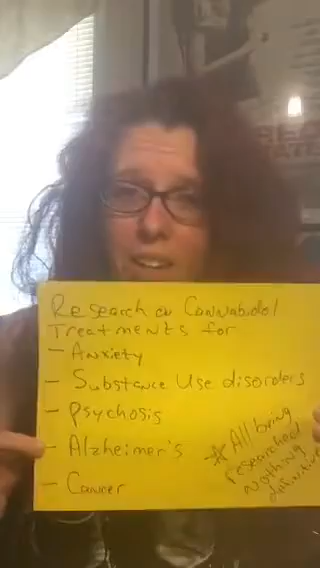 Research on Cannabidol
Treatments for
- Anxiety
- Substance Use disorders
- Psychosis
- Alzheimer's
- Cancer
* All being
researched
nothing
definitive